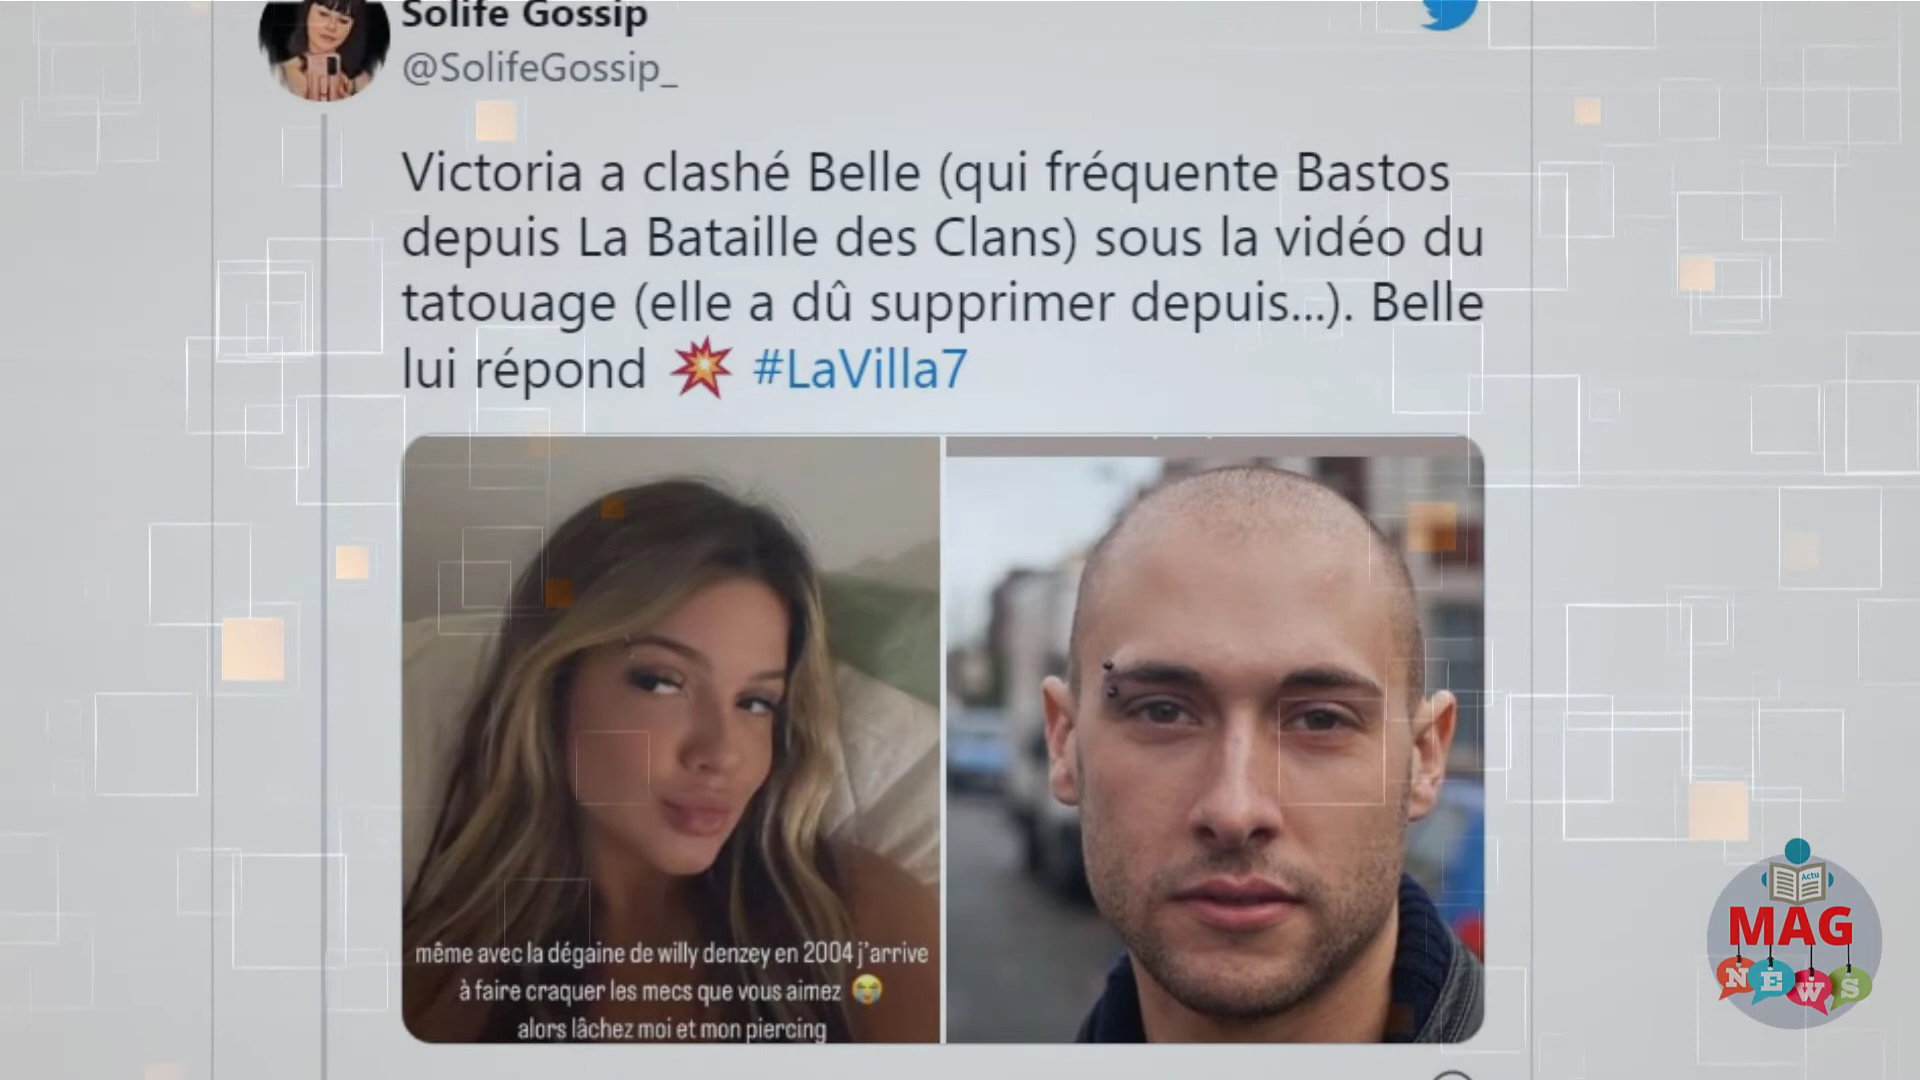 Solife Gossip
@SolifeGossip_
Victoria a clashé Belle (qui fréquente Bastos
depuis La Bataille des Clans) sous la vidéo du
tatouage (elle a dû supprimer depuis...). Belle
lui répond 💥 #LaVilla7
même avec la dégaine de willy denzey en 2004 j'arrive
à faire craquer les mecs que vous aimez 😭
alors lâchez moi et mon piercing
Actu
MAG
NEWS